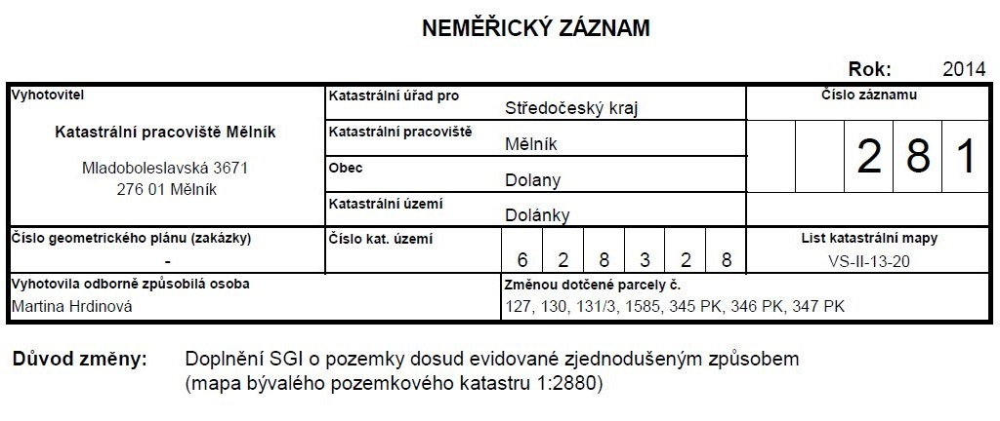 NEMĚŘICKÝ ZÁZNAM
Rok: 2014
Vyhotovitel
Katastrální pracoviště Mělník
Mladoboleslavská 3671
276 01 Mělník
Katastrální úřad pro Středočeský kraj
Katastrální pracoviště Mělník
Obec Dolany
Katastrální území Dolánky
Číslo záznamu
2 8 1
Číslo geometrického plánu (zakázky)
-
Číslo kat. území 6 2 8 3 2 8
List katastrální mapy
VS-II-13-20
Vyhotovila odborně způsobilá osoba
Martina Hrdinová
Změnou dotčené parcely č.
127, 130, 131/3, 1585, 345 PK, 346 PK, 347 PK
Důvod změny: Doplnění SGI o pozemky dosud evidované zjednodušeným způsobem
(mapa bývalého pozemkového katastru 1:2880)